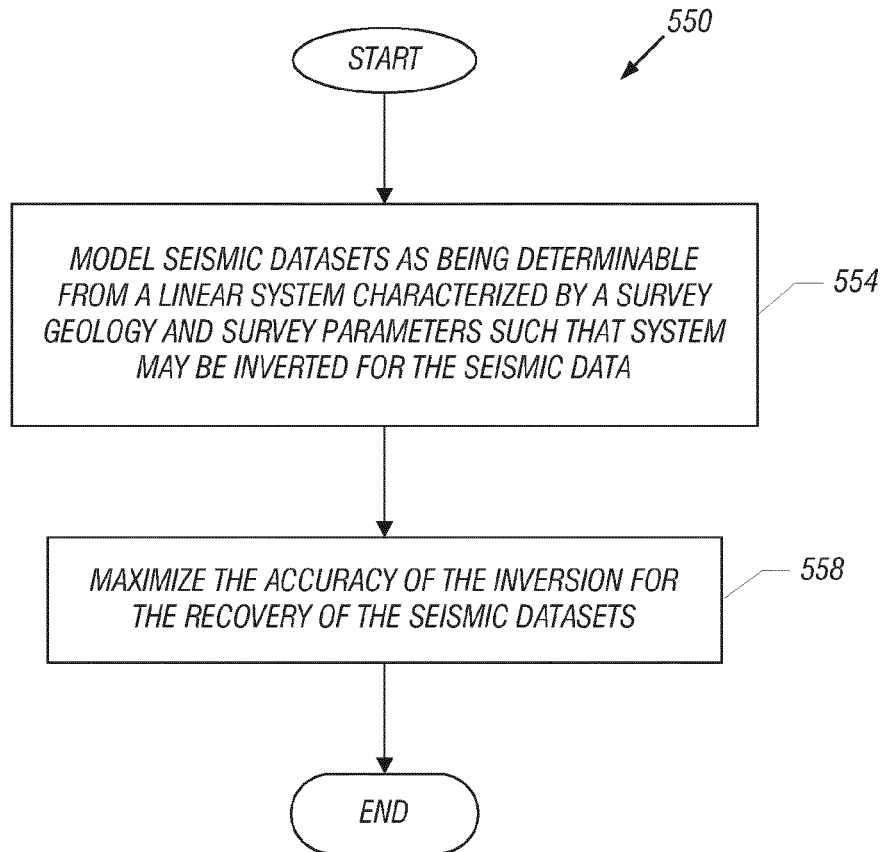 550
START
MODEL SEISMIC DATASETS AS BEING DETERMINABLE
FROM A LINEAR SYSTEM CHARACTERIZED BY A SURVEY
GEOLOGY AND SURVEY PARAMETERS SUCH THAT SYSTEM
MAY BE INVERTED FOR THE SEISMIC DATA
554
MAXIMIZE THE ACCURACY OF THE INVERSION FOR
THE RECOVERY OF THE SEISMIC DATASETS
558
END